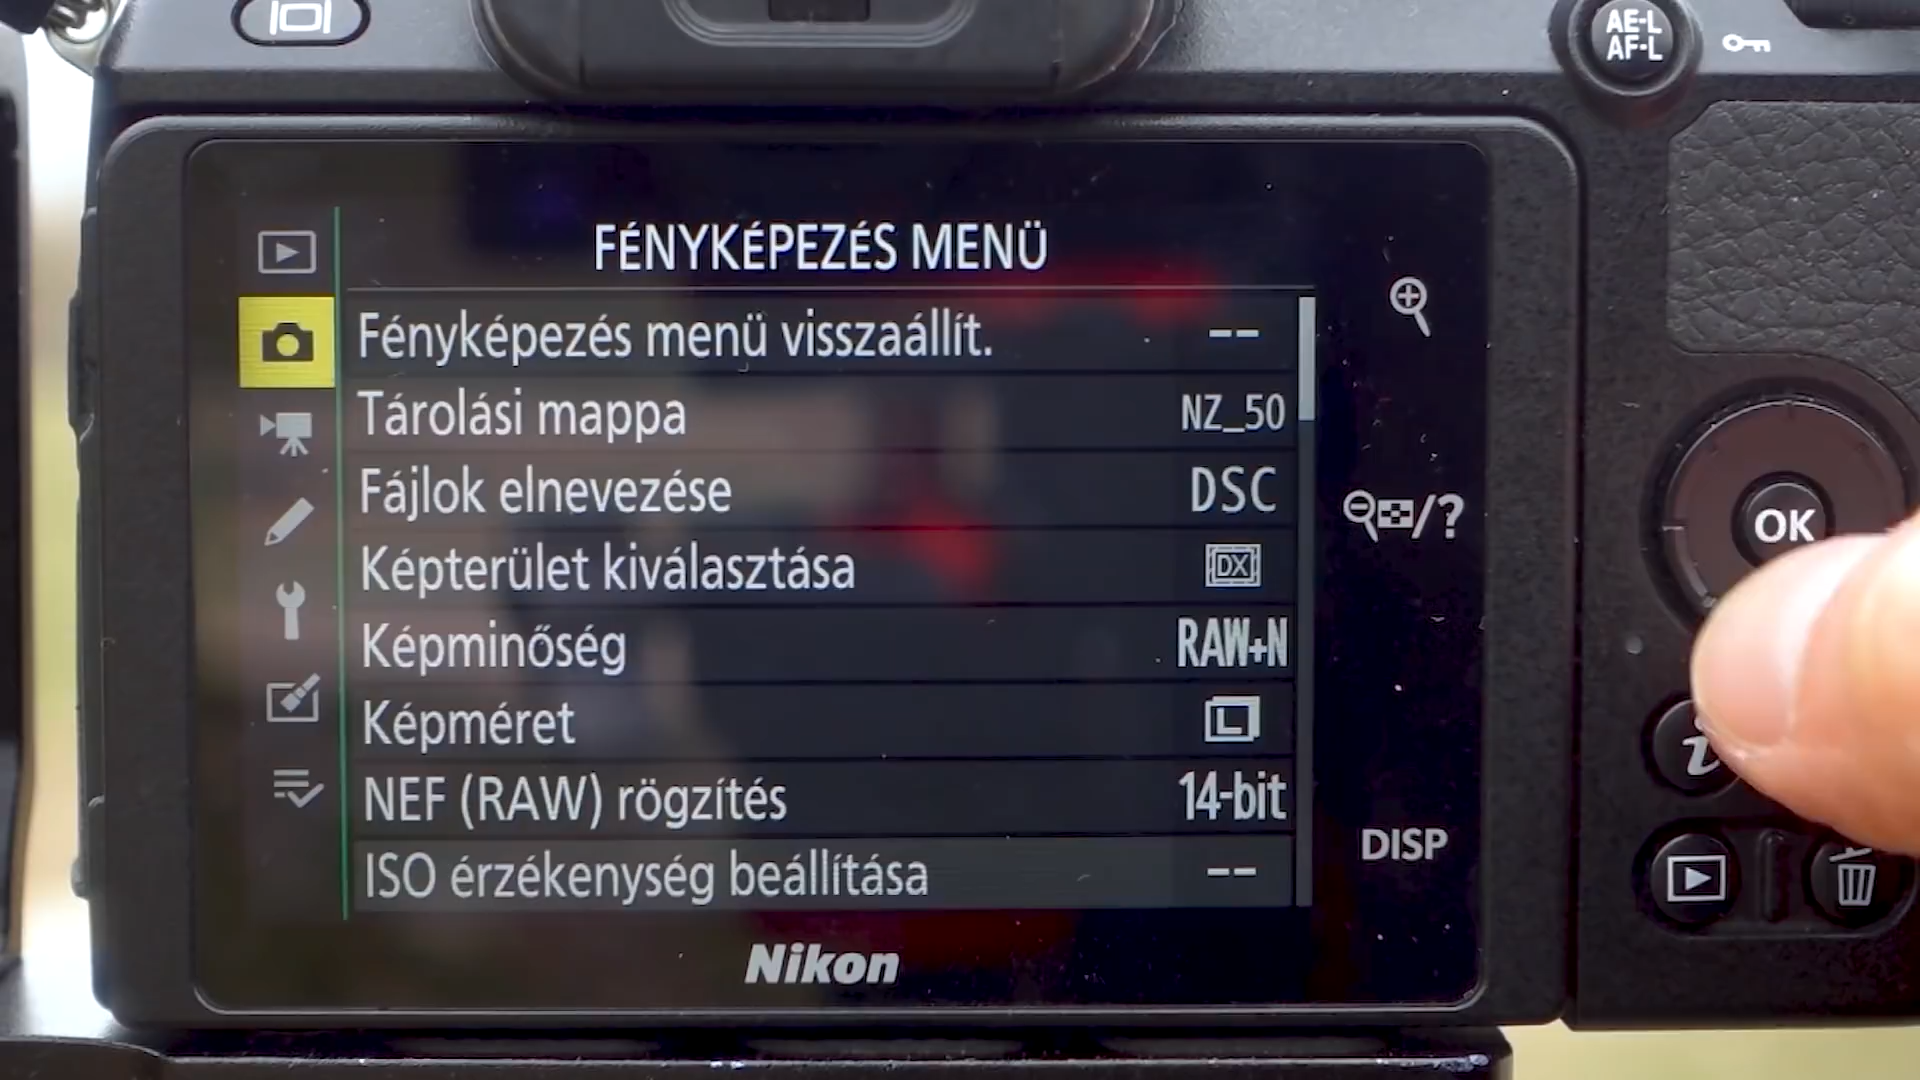 AE-L
AF-L
FÉNYKÉPEZÉS MENÜ
Fényképezés menü visszaállít. --
Tárolási mappa NZ_50
Fájlok elnevezése DSC
Képterület kiválasztása DX
Képminőség RAW+N
Képméret L
NEF (RAW) rögzítés 14-bit
ISO érzékenység beállítása --
/?
OK
i
DISP
Nikon